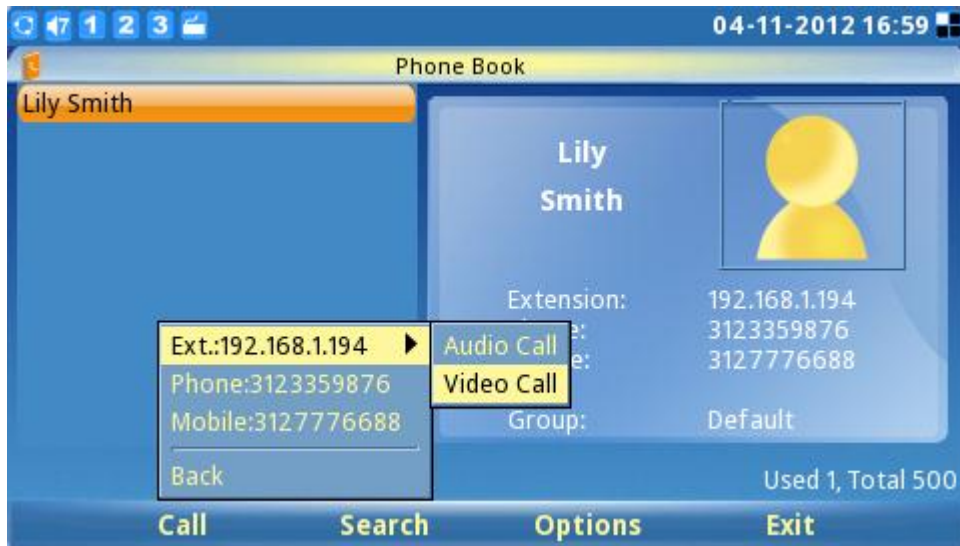 17 1 2 3 04-11-2012 16:59
Phone Book
Lily Smith
Lily
Smith
Extension: 192.168.1.194
3123359876
3127776688
Group: Default
Ext.:192.168.1.194
Phone:3123359876
Mobile:3127776688
Back
Audio Call
Video Call
Used 1, Total 500
Call Search Options Exit